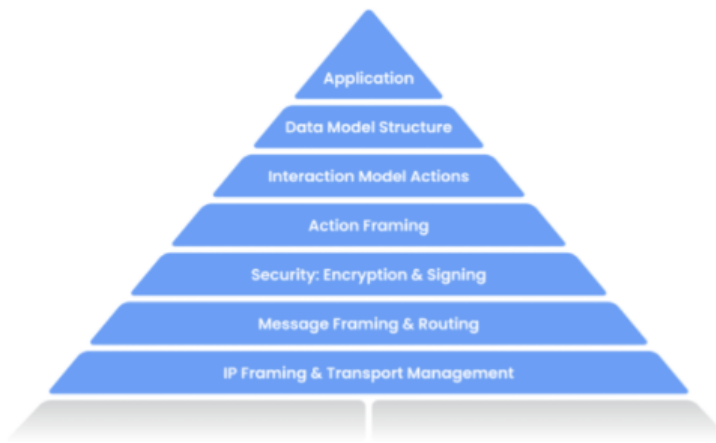 Application
Data Model Structure
Interaction Model Actions
Action Framing
Security: Encryption & Signing
Message Framing & Routing
IP Framing & Transport Management